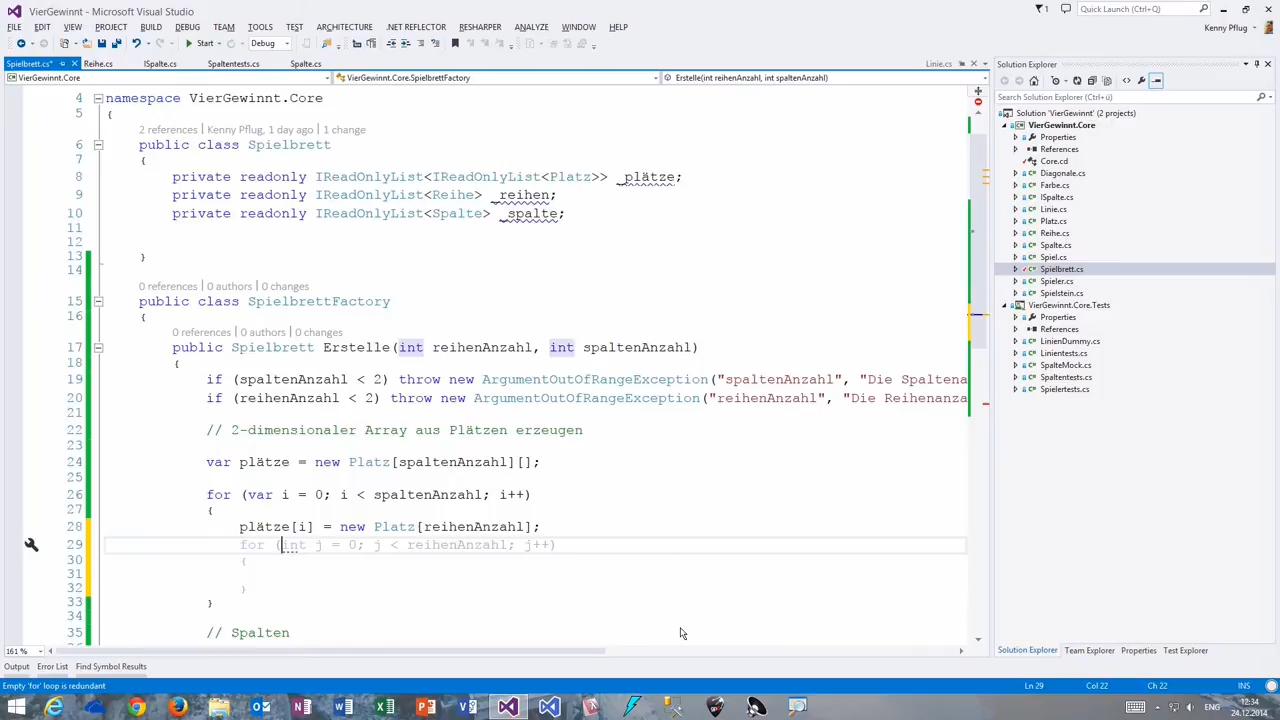 VierGewinnt - Microsoft Visual Studio
1
Quick Launch (Ctrl+Q)
FILE EDIT VIEW PROJECT BUILD DEBUG TEAM TOOLS TEST ARCHITECTURE .NET REFLECTOR RESHARPER ANALYZE WINDOW HELP
Kenny Pflug
Start Debug
Spielbrett.cs* Reihe.cs ISpalte.cs Spaltentests.cs Spalte.cs Linie.cs
VierGewinnt.Core VierGewinnt.Core.SpielbrettFactory Erstelle(int reihenAnzahl, int spaltenAnzahl)
4 namespace VierGewinnt.Core
5 {
2 references | Kenny Pflug, 1 day ago | 1 change
6 public class Spielbrett
7 {
8 private readonly IReadOnlyList<IReadOnlyList<Platz>> _plätze;
9 private readonly IReadOnlyList<Reihe> _reihen;
10 private readonly IReadOnlyList<Spalte> _spalte;
11
12
13 }
14
0 references | 0 authors | 0 changes
15 public class SpielbrettFactory
16 {
0 references | 0 authors | 0 changes
17 public Spielbrett Erstelle(int reihenAnzahl, int spaltenAnzahl)
18 {
19 if (spaltenAnzahl < 2) throw new ArgumentOutOfRangeException("spaltenAnzahl", "Die Spaltena
20 if (reihenAnzahl < 2) throw new ArgumentOutOfRangeException("reihenAnzahl", "Die Reihenanza
21
22 // 2-dimensionaler Array aus Plätzen erzeugen
23
24 var plätze = new Platz[spaltenAnzahl][];
25
26 for (var i = 0; i < spaltenAnzahl; i++)
27 {
28 plätze[i] = new Platz[reihenAnzahl];
29 for (int j = 0; j < reihenAnzahl; j++)
30 {
31
32 }
33 }
34
35 // Spalten
161 %
Output Error List Find Symbol Results
Empty 'for' loop is redundant
Ln 29 Col 22 Ch 22 INS
Solution Explorer
Search Solution Explorer (Ctrl+ü)
Solution 'VierGewinnt' (2 projects)
VierGewinnt.Core
Properties
References
Core.cd
Diagonale.cs
Farbe.cs
ISpalte.cs
Linie.cs
Platz.cs
Reihe.cs
Spalte.cs
Spiel.cs
Spielbrett.cs
Spieler.cs
Spielstein.cs
VierGewinnt.Core.Tests
Properties
References
LinienDummy.cs
Linientests.cs
SpalteMock.cs
Spaltentests.cs
Spielertests.cs
Solution Explorer Team Explorer Properties Test Explorer
ENG
12:34
24.12.2014